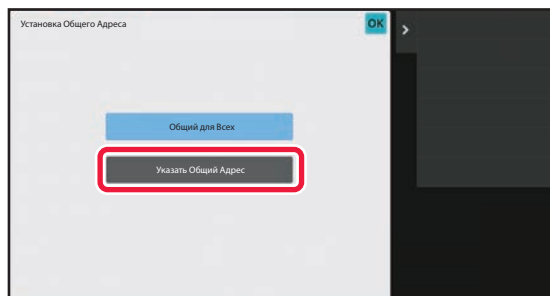 Установка Общего Адреса
OK
Общий для Всех
Указать Общий Адрес